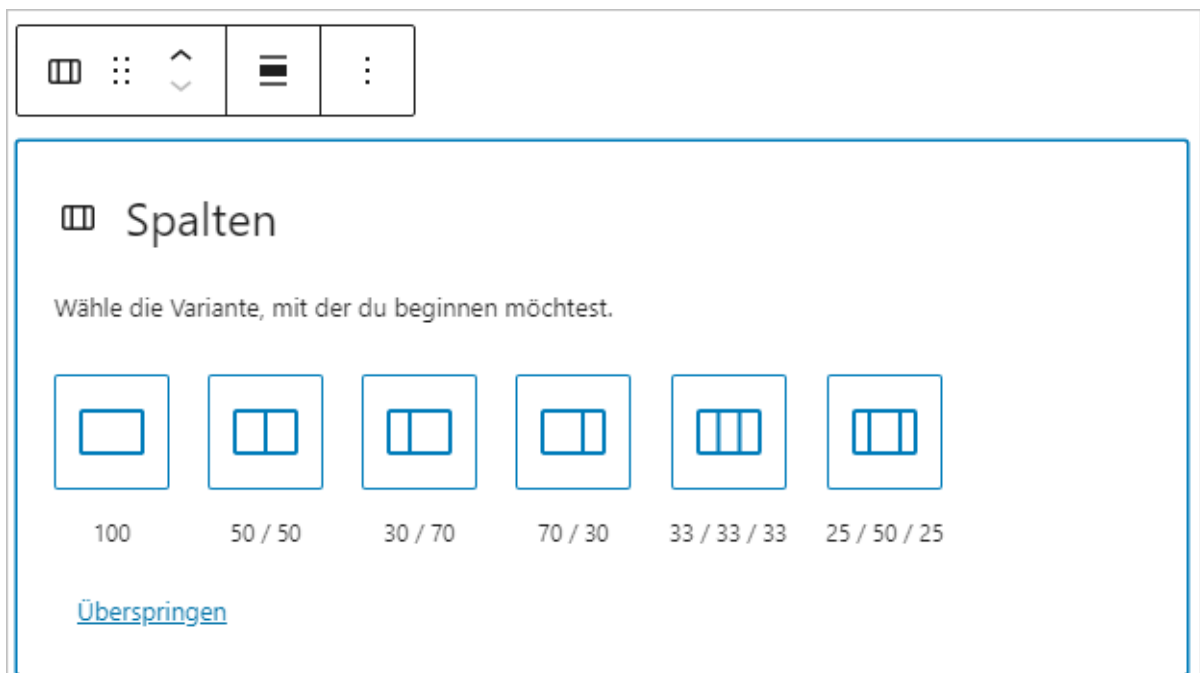 Spalten
Wähle die Variante, mit der du beginnen möchtest.
100 50 / 50 30 / 70 70 / 30 33 / 33 / 33 25 / 50 / 25
Überspringen